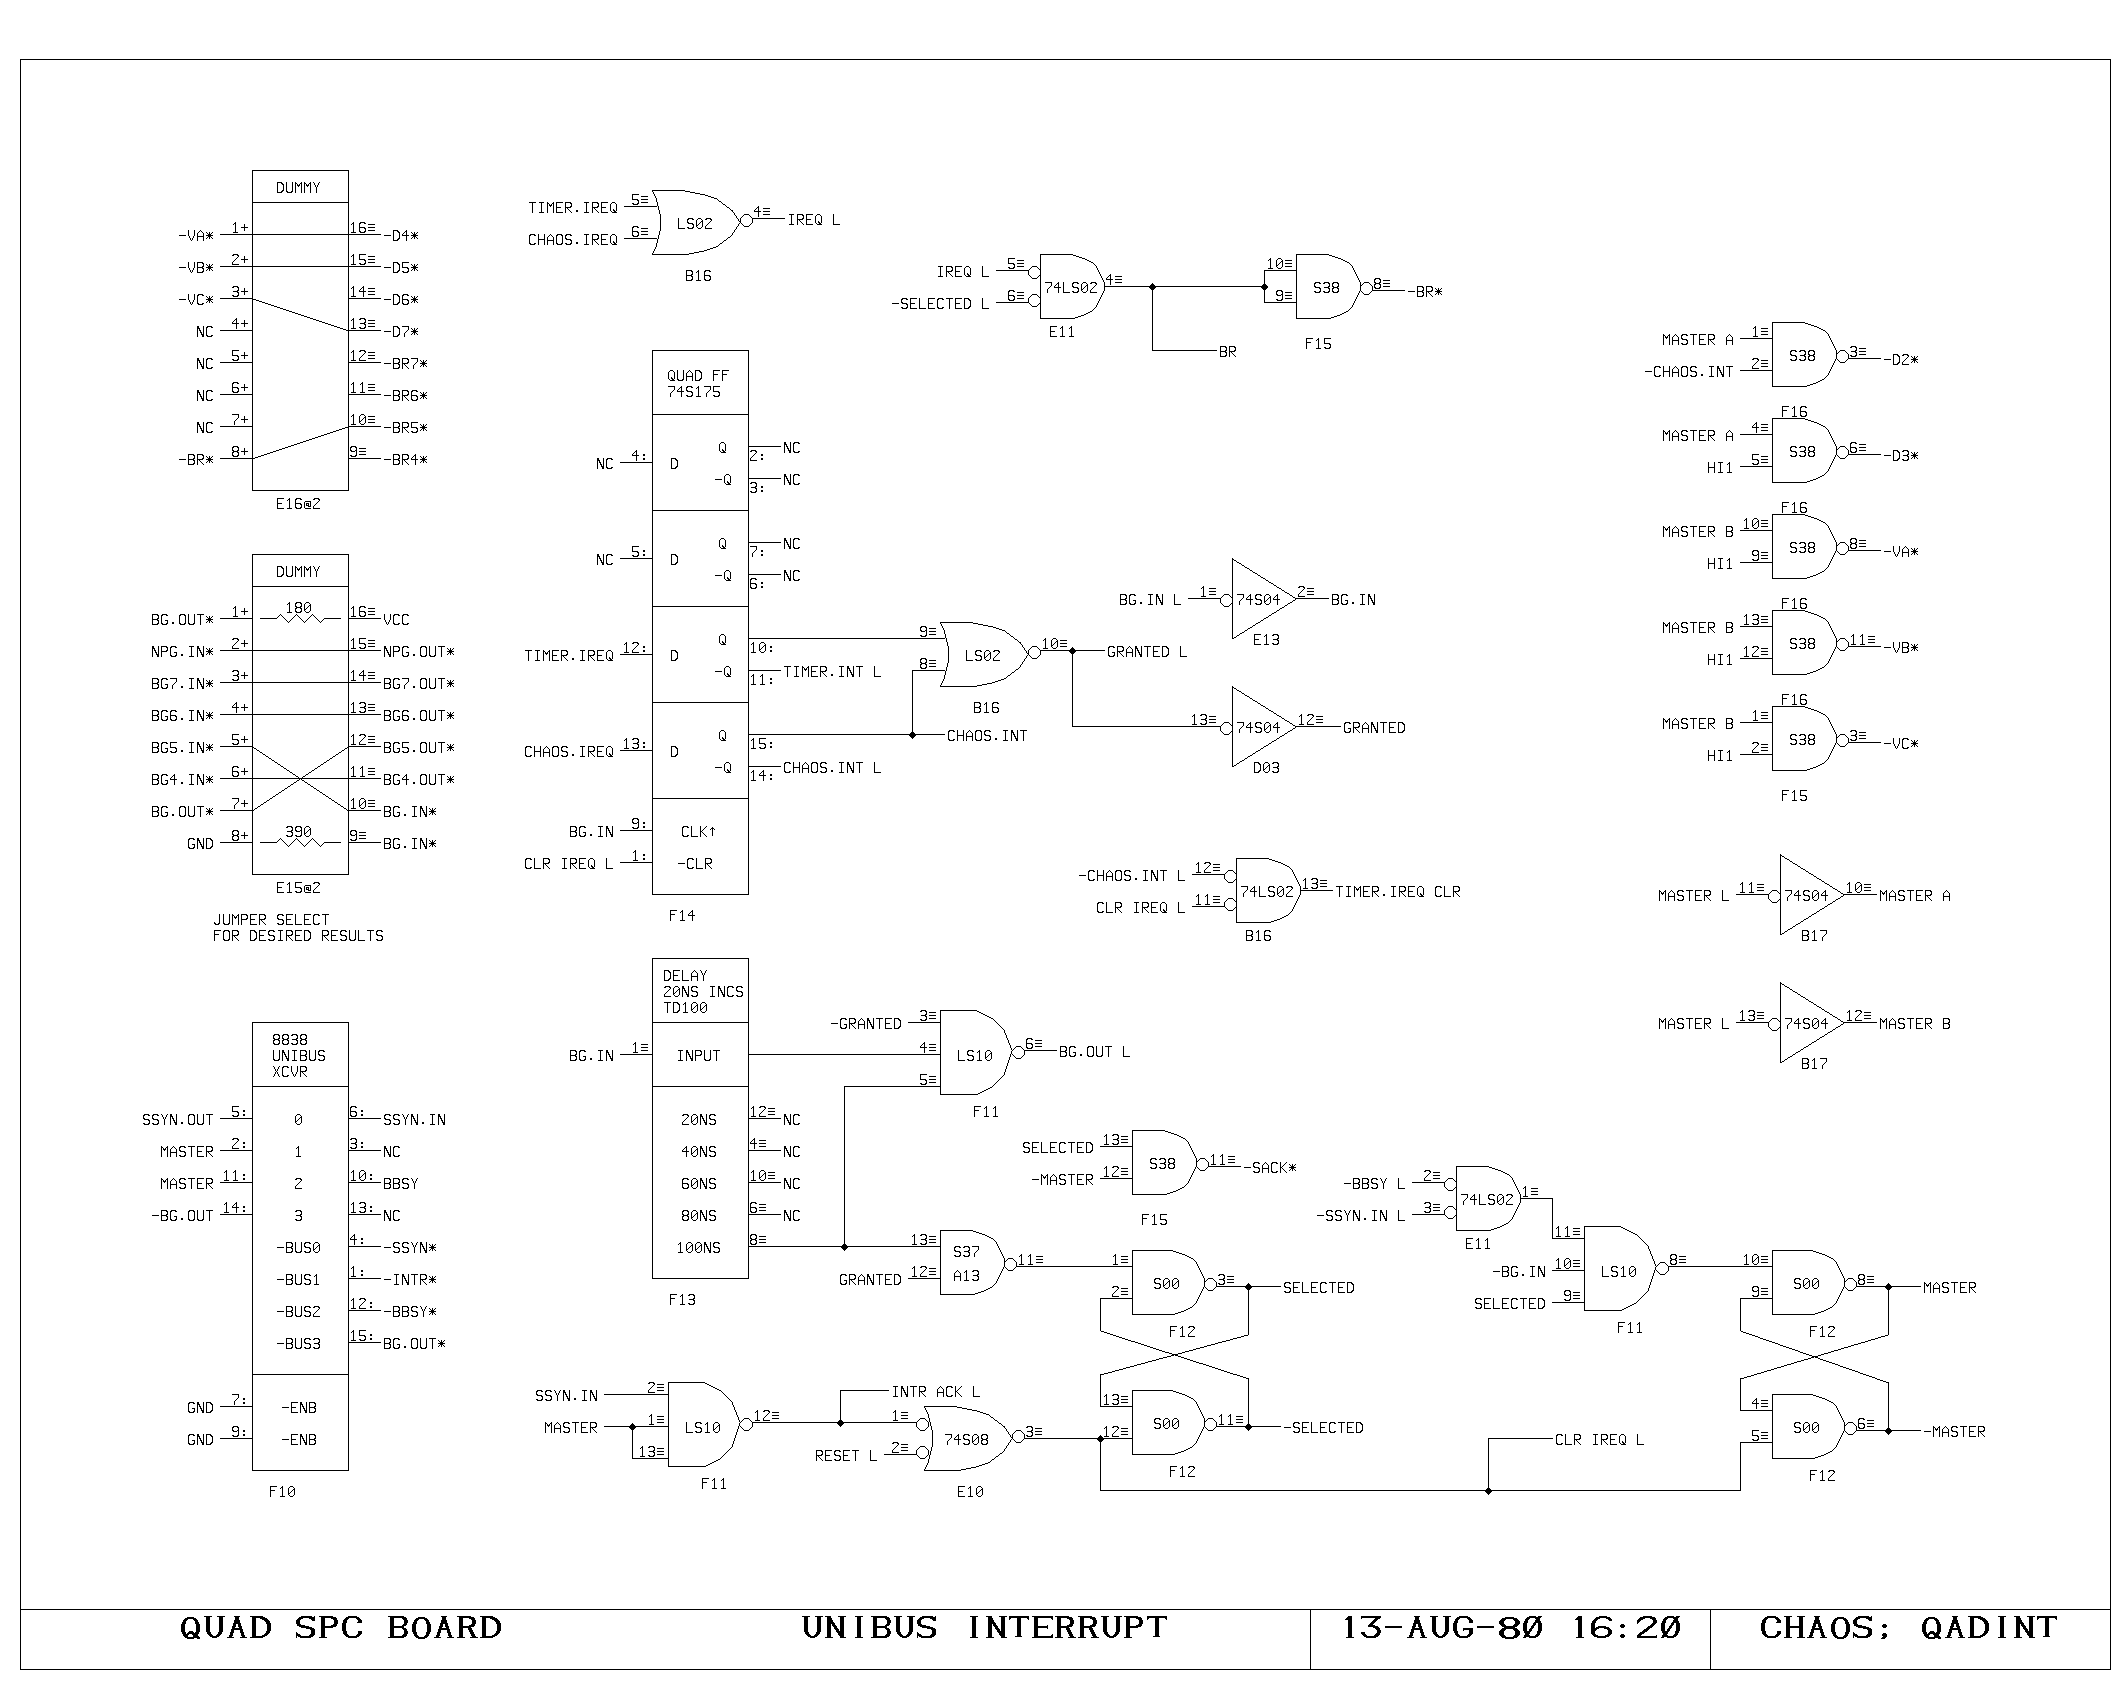 DUMMY
-VA* 1+ 16≡ -D4*
-VB* 2+ 15≡ -D5*
-VC* 3+ 14≡ -D6*
NC 4+ 13≡ -D7*
NC 5+ 12≡ -BR7*
NC 6+ 11≡ -BR6*
NC 7+ 10≡ -BR5*
-BR* 8+ 9≡ -BR4*
E16@2
DUMMY
BG.OUT* 1+ 180 16≡ VCC
NPG.IN* 2+ 15≡ NPG.OUT*
BG7.IN* 3+ 14≡ BG7.OUT*
BG6.IN* 4+ 13≡ BG6.OUT*
BG5.IN* 5+ 12≡ BG5.OUT*
BG4.IN* 6+ 11≡ BG4.OUT*
BG.OUT* 7+ 10≡ BG.IN*
GND 8+ 390 9≡ BG.IN*
E15@2
JUMPER SELECT
FOR DESIRED RESULTS
8838
UNIBUS
XCVR
SSYN.OUT 5: 0 6: SSYN.IN
MASTER 2: 1 3: NC
MASTER 11: 2 10: BBSY
-BG.OUT 14: 3 13: NC
-BUS0 4: -SSYN*
-BUS1 1: -INTR*
-BUS2 12: -BBSY*
-BUS3 15: BG.OUT*
GND 7: -ENB
GND 9: -ENB
F10
TIMER.IREQ 5≡
CHAOS.IREQ 6≡
LS02 4≡ IREQ L
B16
QUAD FF
74S175
NC 4: D Q 2: NC
-Q 3: NC
NC 5: D Q 7: NC
-Q 6: NC
TIMER.IREQ 12: D Q 10:
-Q 11: TIMER.INT L
CHAOS.IREQ 13: D Q 15: CHAOS.INT
-Q 14: CHAOS.INT L
BG.IN 9: CLK↑
CLR IREQ L 1: -CLR
F14
9≡
8≡
LS02 10≡ GRANTED L
B16
IREQ L 5≡
-SELECTED L 6≡
74LS02 4≡
E11
BR
10≡
9≡
S38 8≡ -BR*
F15
BG.IN L 1≡ 74S04 2≡ BG.IN
E13
13≡ 74S04 12≡ GRANTED
D03
-CHAOS.INT L 12≡
CLR IREQ L 11≡
74LS02 13≡ TIMER.IREQ CLR
B16
MASTER A 1≡
-CHAOS.INT 2≡
S38 3≡ -D2*
F16
MASTER A 4≡
HI1 5≡
S38 6≡ -D3*
F16
MASTER B 10≡
HI1 9≡
S38 8≡ -VA*
F16
MASTER B 13≡
HI1 12≡
S38 11≡ -VB*
F16
MASTER B 1≡
HI1 2≡
S38 3≡ -VC*
F15
MASTER L 11≡ 74S04 10≡ MASTER A
B17
MASTER L 13≡ 74S04 12≡ MASTER B
B17
DELAY
20NS INCS
TD100
BG.IN 1≡ INPUT
20NS 12≡ NC
40NS 4≡ NC
60NS 10≡ NC
80NS 6≡ NC
100NS 8≡
F13
-GRANTED 3≡
4≡
5≡
LS10 6≡ BG.OUT L
F11
SELECTED 13≡
-MASTER 12≡
S38 11≡ -SACK*
F15
13≡
GRANTED 12≡
S37
A13
11≡
1≡
2≡
S00 3≡ SELECTED
F12
13≡
12≡
S00 11≡ -SELECTED
F12
SSYN.IN 2≡
MASTER 1≡
13≡
LS10 12≡
F11
INTR ACK L
1≡
RESET L 2≡
74S08 3≡
E10
-BBSY L 2≡
-SSYN.IN L 3≡
74LS02 1≡
E11
11≡
-BG.IN 10≡
SELECTED 9≡
LS10 8≡
F11
10≡
9≡
S00 8≡ MASTER
F12
4≡
5≡
S00 6≡ -MASTER
F12
CLR IREQ L
QUAD SPC BOARD UNIBUS INTERRUPT 13-AUG-80 16:20 CHAOS; QADINT